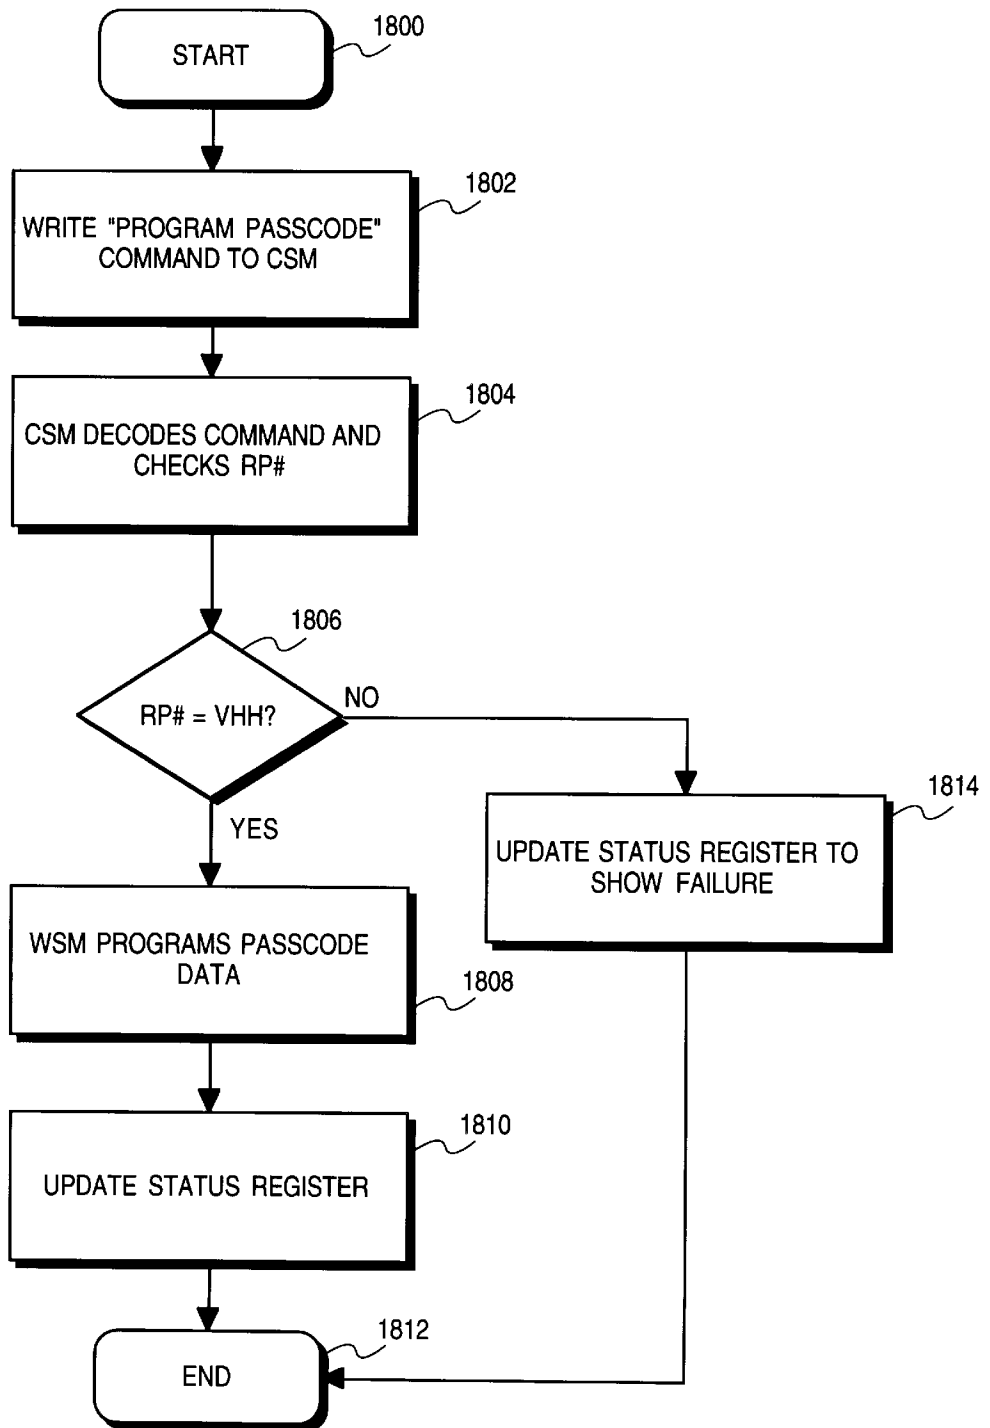 START
1800
1802
WRITE "PROGRAM PASSCODE"
COMMAND TO CSM
1804
CSM DECODES COMMAND AND
CHECKS RP#
1806
RP# = VHH?
NO
YES
1814
UPDATE STATUS REGISTER TO
SHOW FAILURE
WSM PROGRAMS PASSCODE
DATA
1808
1810
UPDATE STATUS REGISTER
1812
END